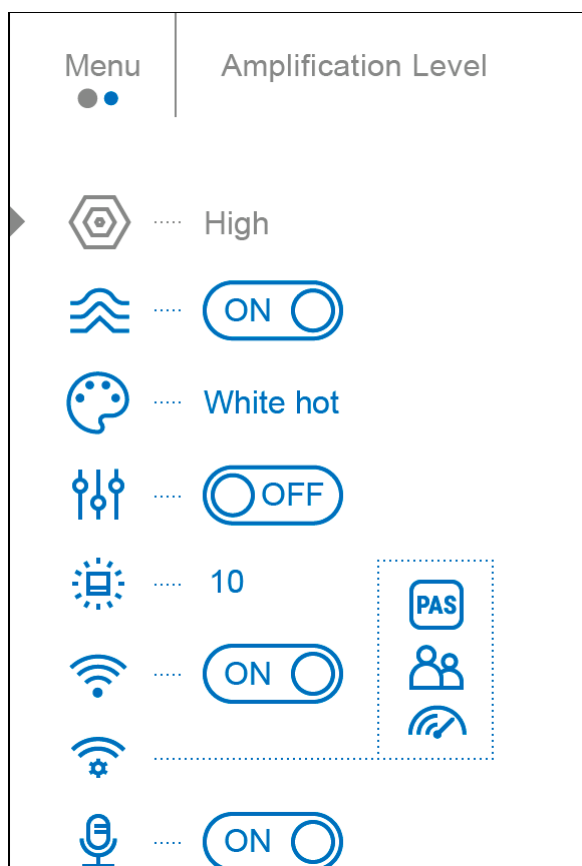 Menu
Amplification Level
High
ON
White hot
OFF
10
PAS
ON
ON